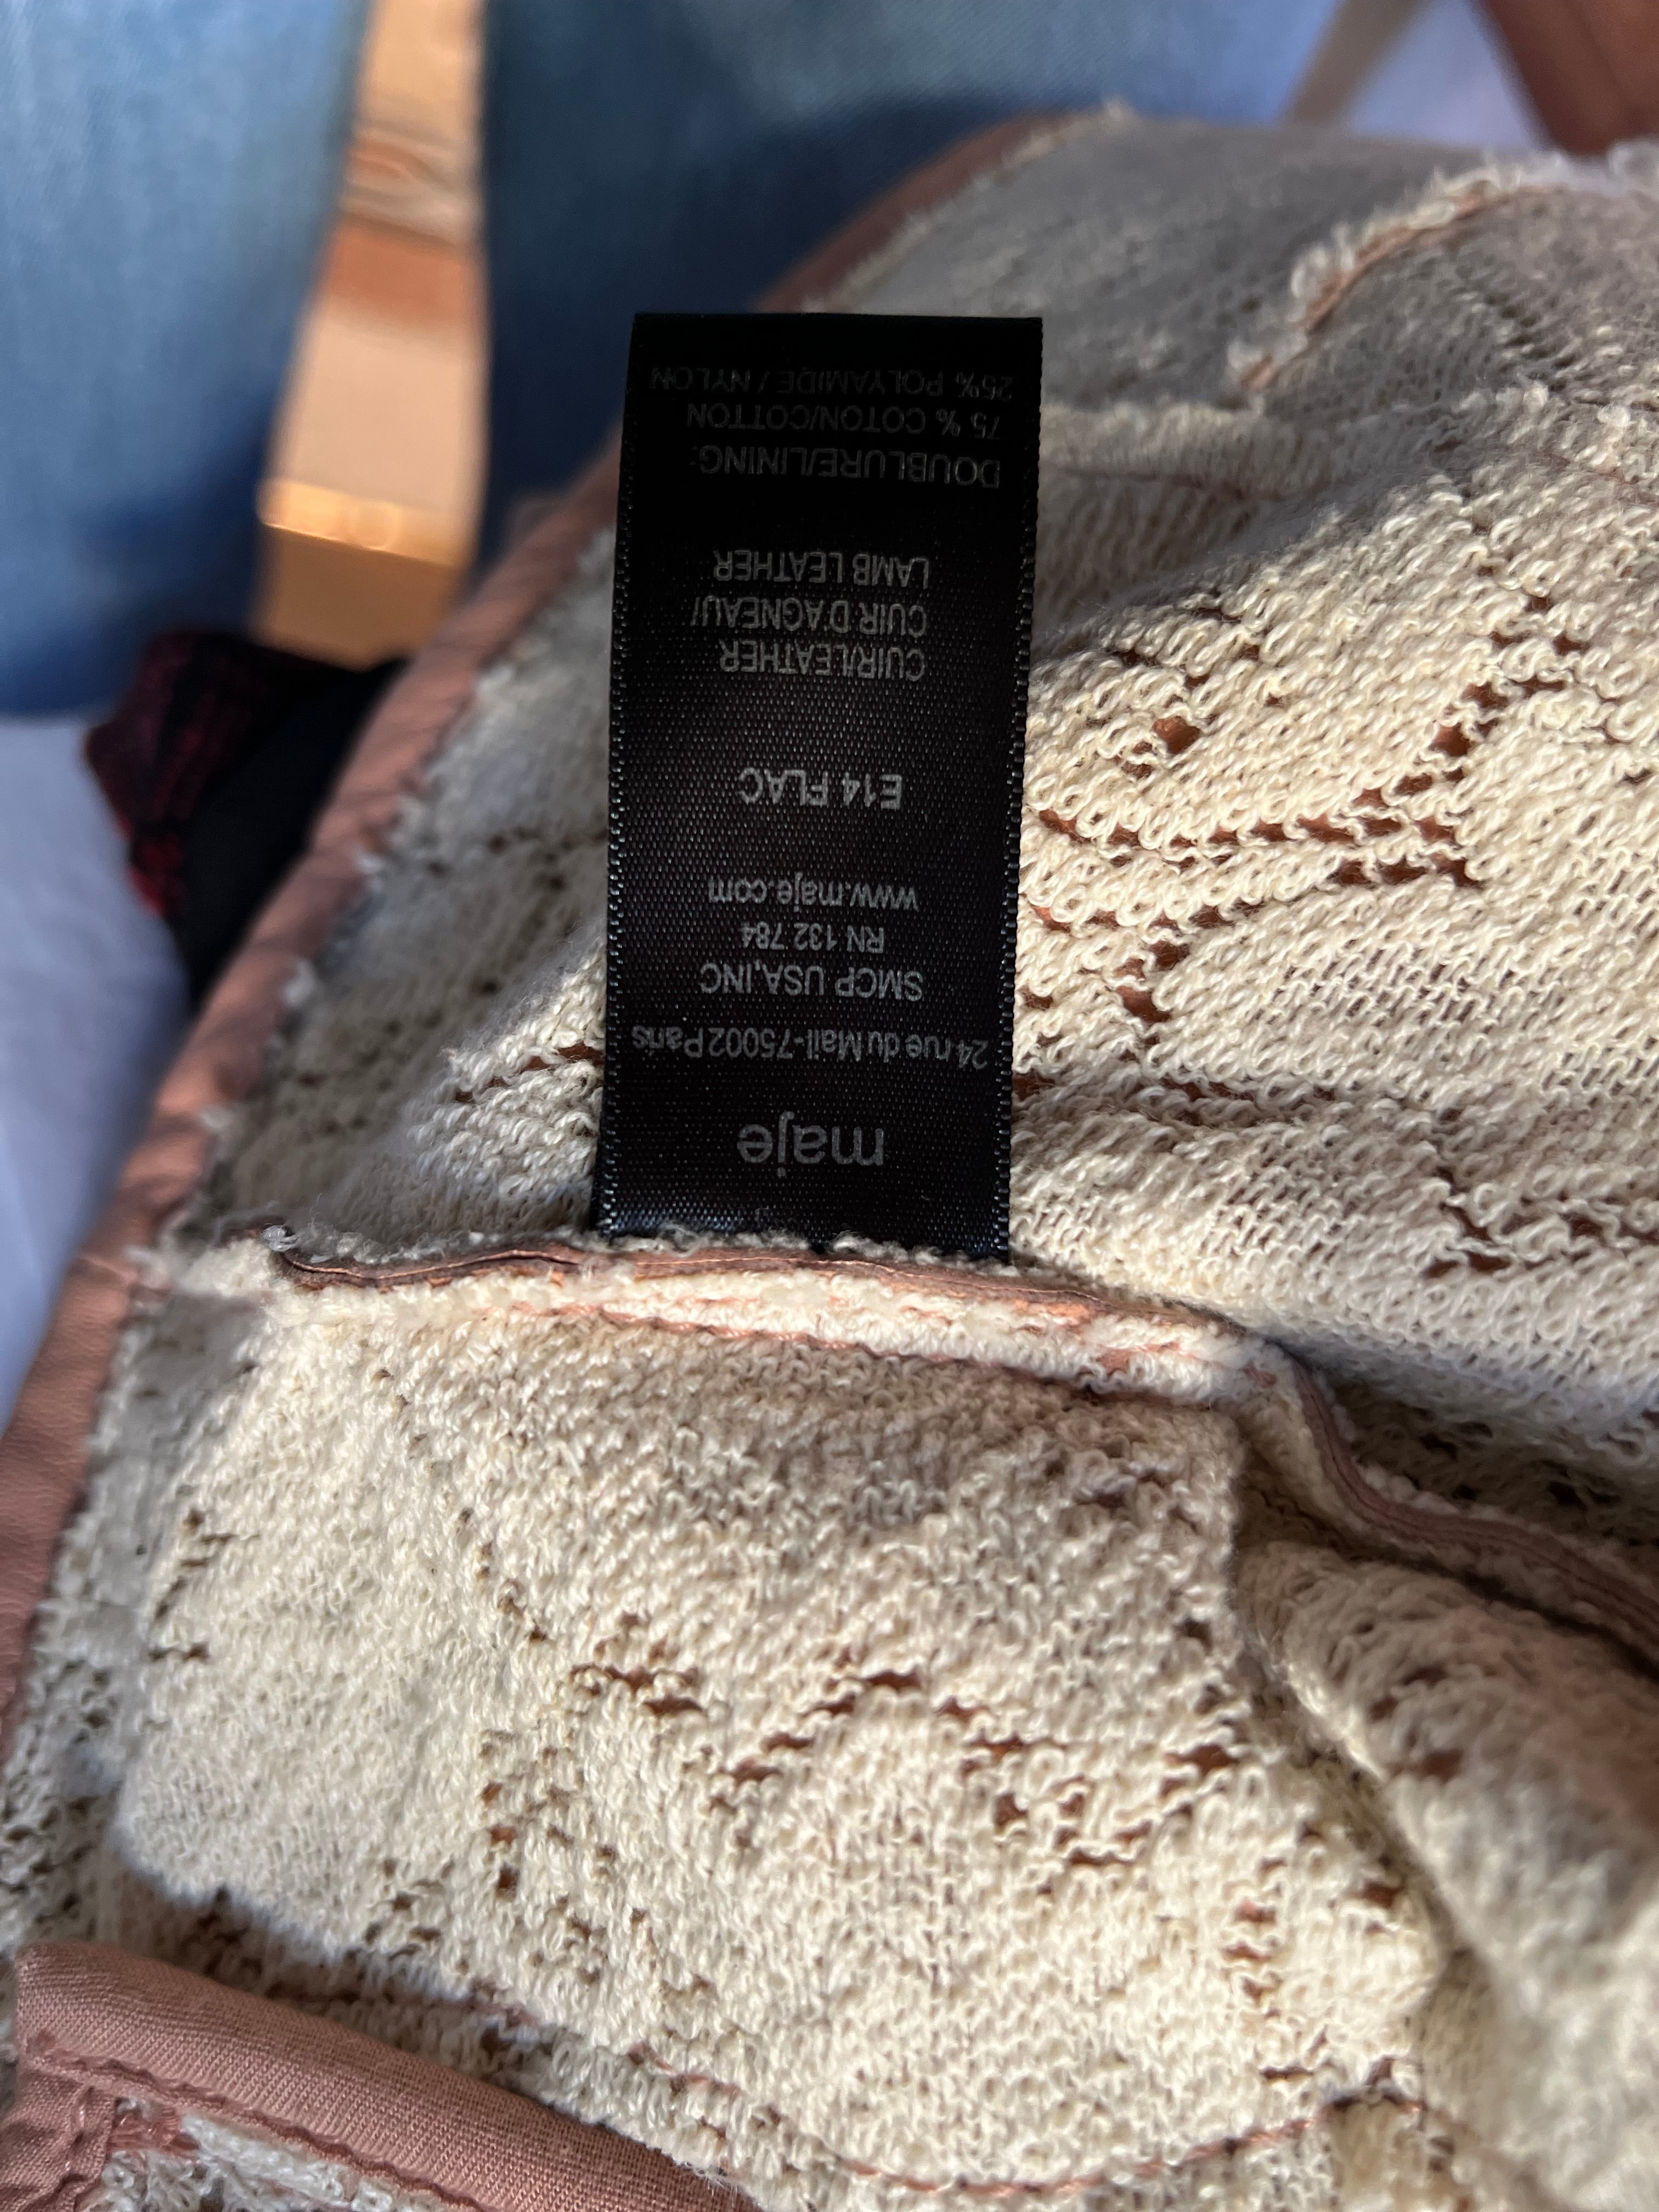 maje
24 rue du Mail-75002 Paris
SMCP USA,INC
RN 132 784
www.maje.com
E14 FLAC
CUIR/LEATHER
CUIR D'AGNEAU/
LAMB LEATHER
DOUBLURE/LINING:
75 % COTON/COTTON
25% POLYAMIDE / NYLON